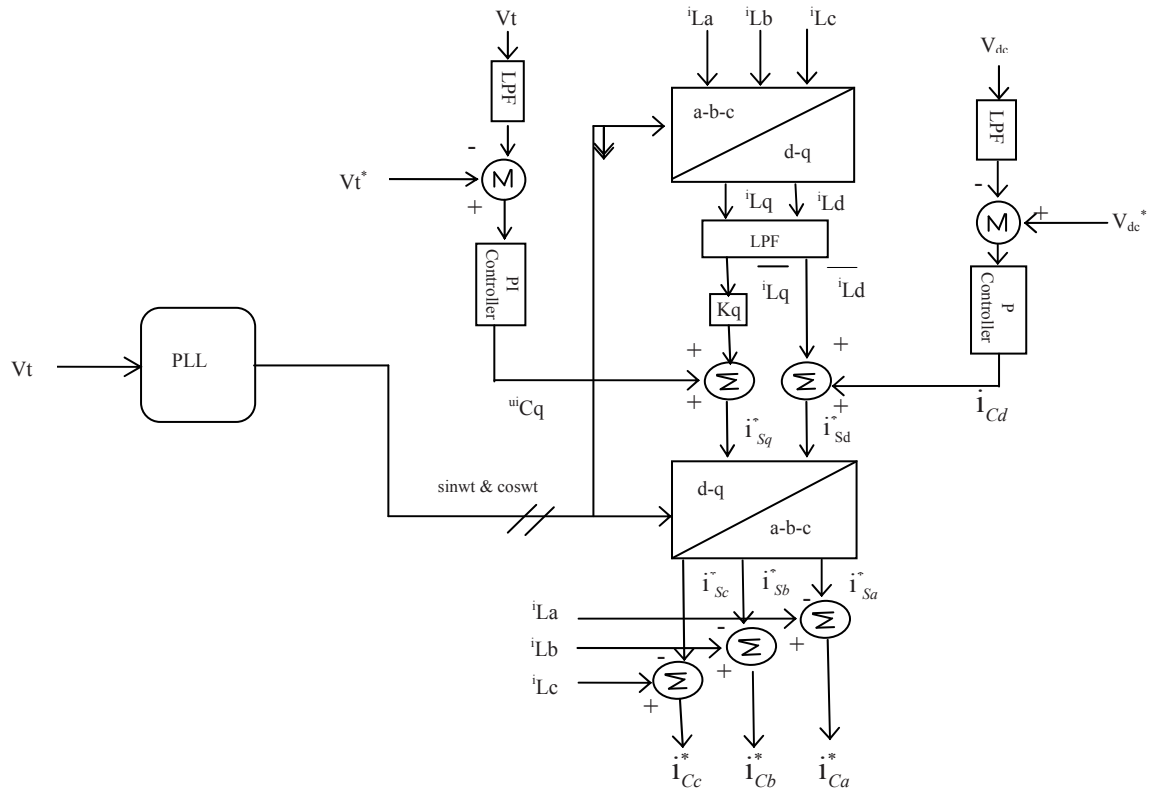 Vt
iLa iLb iLc
Vdc
LPF
a-b-c
d-q
LPF
-
Vt*
Σ
+
iLq iLd
-
Σ
+
Vdc*
LPF
PI Controller
iLq iLd
Kq
P Controller
Vt
PLL
+
Σ
+
+
Σ
+
uiCq
iCd
i*Sq i*Sd
sinwt & coswt
d-q
a-b-c
i*Sc i*Sb i*Sa
iLa
-
Σ
+
iLb
-
Σ
+
iLc
-
Σ
+
i*Cc i*Cb i*Ca